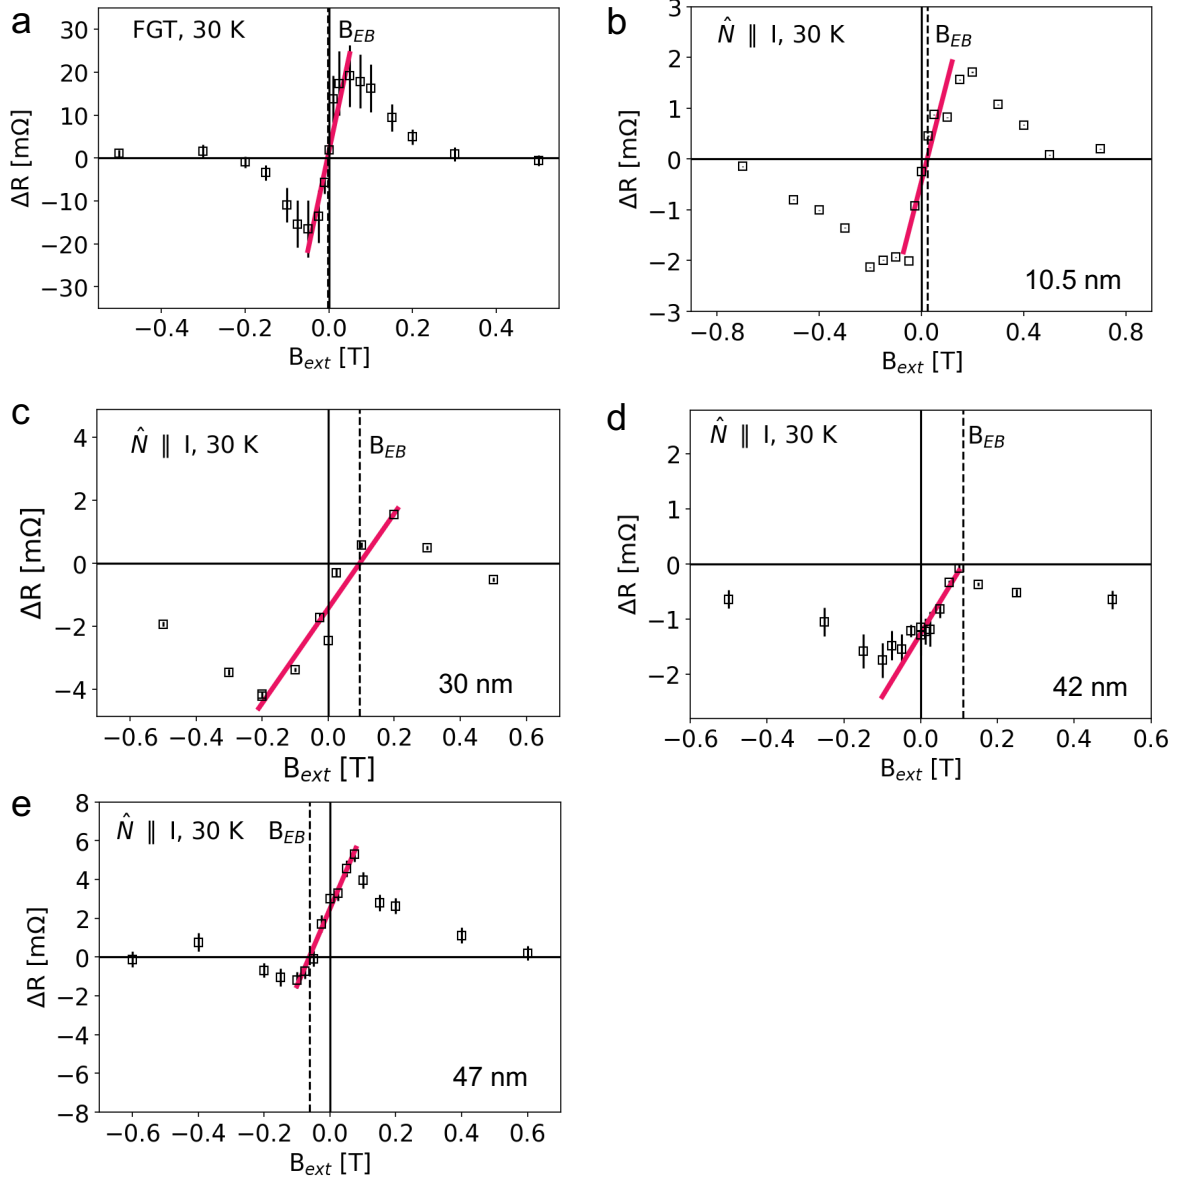 a
FGT, 30 K
B_EB
30
20
10
0
−10
−20
−30
ΔR [mΩ]
−0.4
−0.2
0.0
0.2
0.4
B_ext [T]
b
N̂ ∥ I, 30 K
B_EB
3
2
1
0
−1
−2
−3
ΔR [mΩ]
10.5 nm
−0.8
−0.4
0.0
0.4
0.8
B_ext [T]
c
N̂ ∥ I, 30 K
B_EB
4
2
0
−2
−4
ΔR [mΩ]
30 nm
−0.6
−0.4
−0.2
0.0
0.2
0.4
0.6
B_ext [T]
d
N̂ ∥ I, 30 K
B_EB
2
1
0
−1
−2
ΔR [mΩ]
42 nm
−0.6
−0.4
−0.2
0.0
0.2
0.4
0.6
B_ext [T]
e
N̂ ∥ I, 30 K
B_EB
8
6
4
2
0
−2
−4
−6
−8
ΔR [mΩ]
47 nm
−0.6
−0.4
−0.2
0.0
0.2
0.4
0.6
B_ext [T]